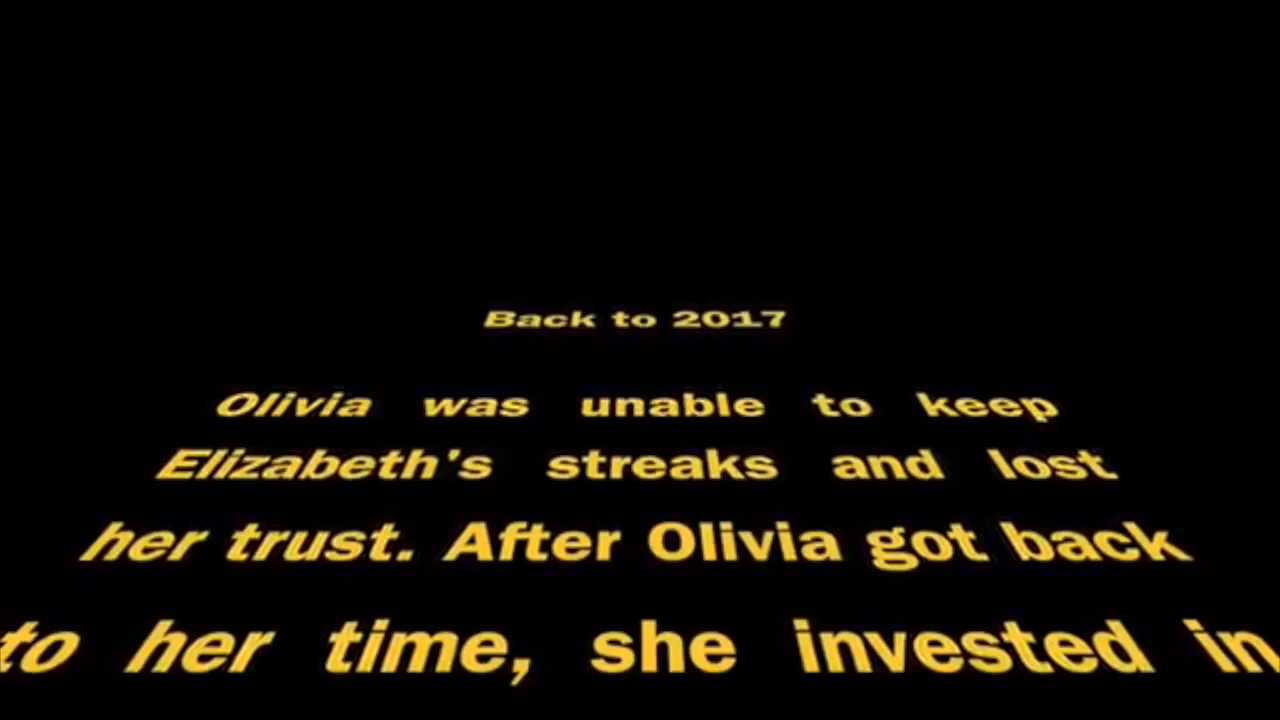 Back to 2017
Olivia was unable to keep
Elizabeth's streaks and lost
her trust. After Olivia got back
to her time, she invested in